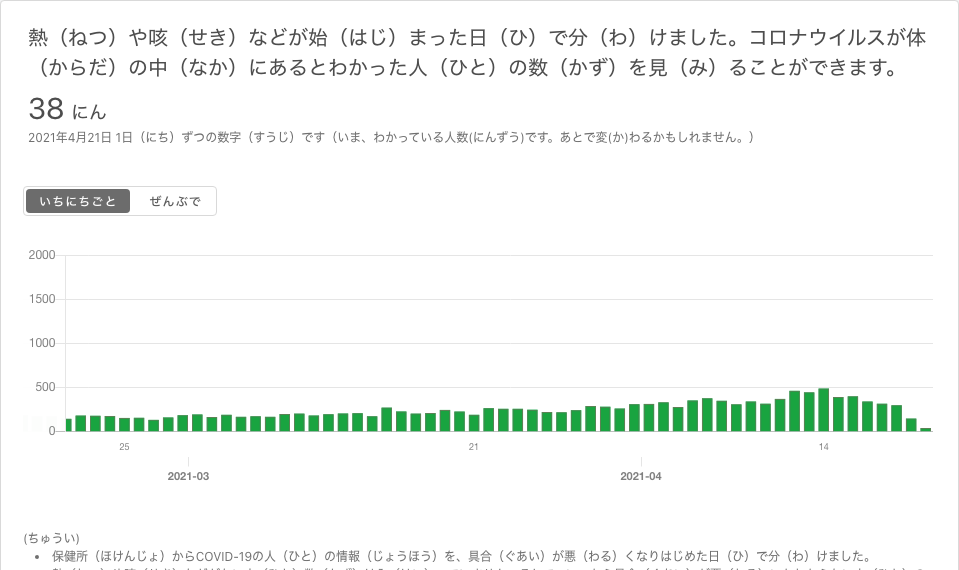 熱（ねつ）や咳（せき）などが始（はじ）まった日（ひ）で分（わ）けました。コロナウイルスが体
（からだ）の中（なか）にあるとわかった人（ひと）の数（かず）を見（み）ることができます。
38 にん
2021年4月21日 1日（にち）ずつの数字（すうじ）です（いま、わかっている人数(にんずう)です。あとで変(か)わるかもしれません。）
いちにちごと ぜんぶで
2000
1500
1000
500
0
25 21 14
2021-03 2021-04
(ちゅうい)
• 保健所（ほけんじょ）からCOVID-19の人（ひと）の情報（じょうほう）を、具合（ぐあい）が悪（わる）くなりはじめた日（ひ）で分（わ）けました。